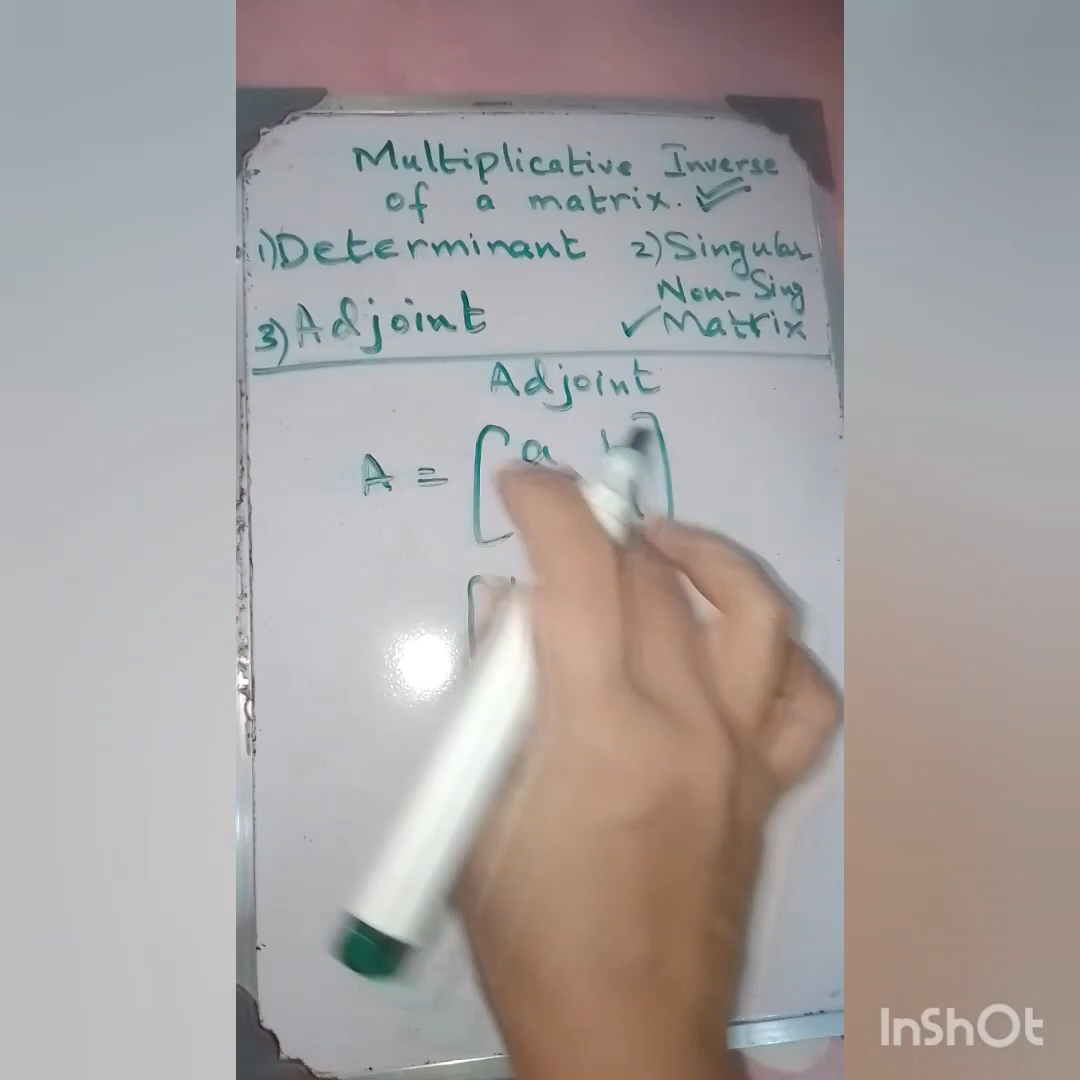 Multiplicative Inverse
of a matrix.
1) Determinant 2) Singular
Non-Sing
3) Adjoint Matrix
Adjoint
A = [ a
InShOt